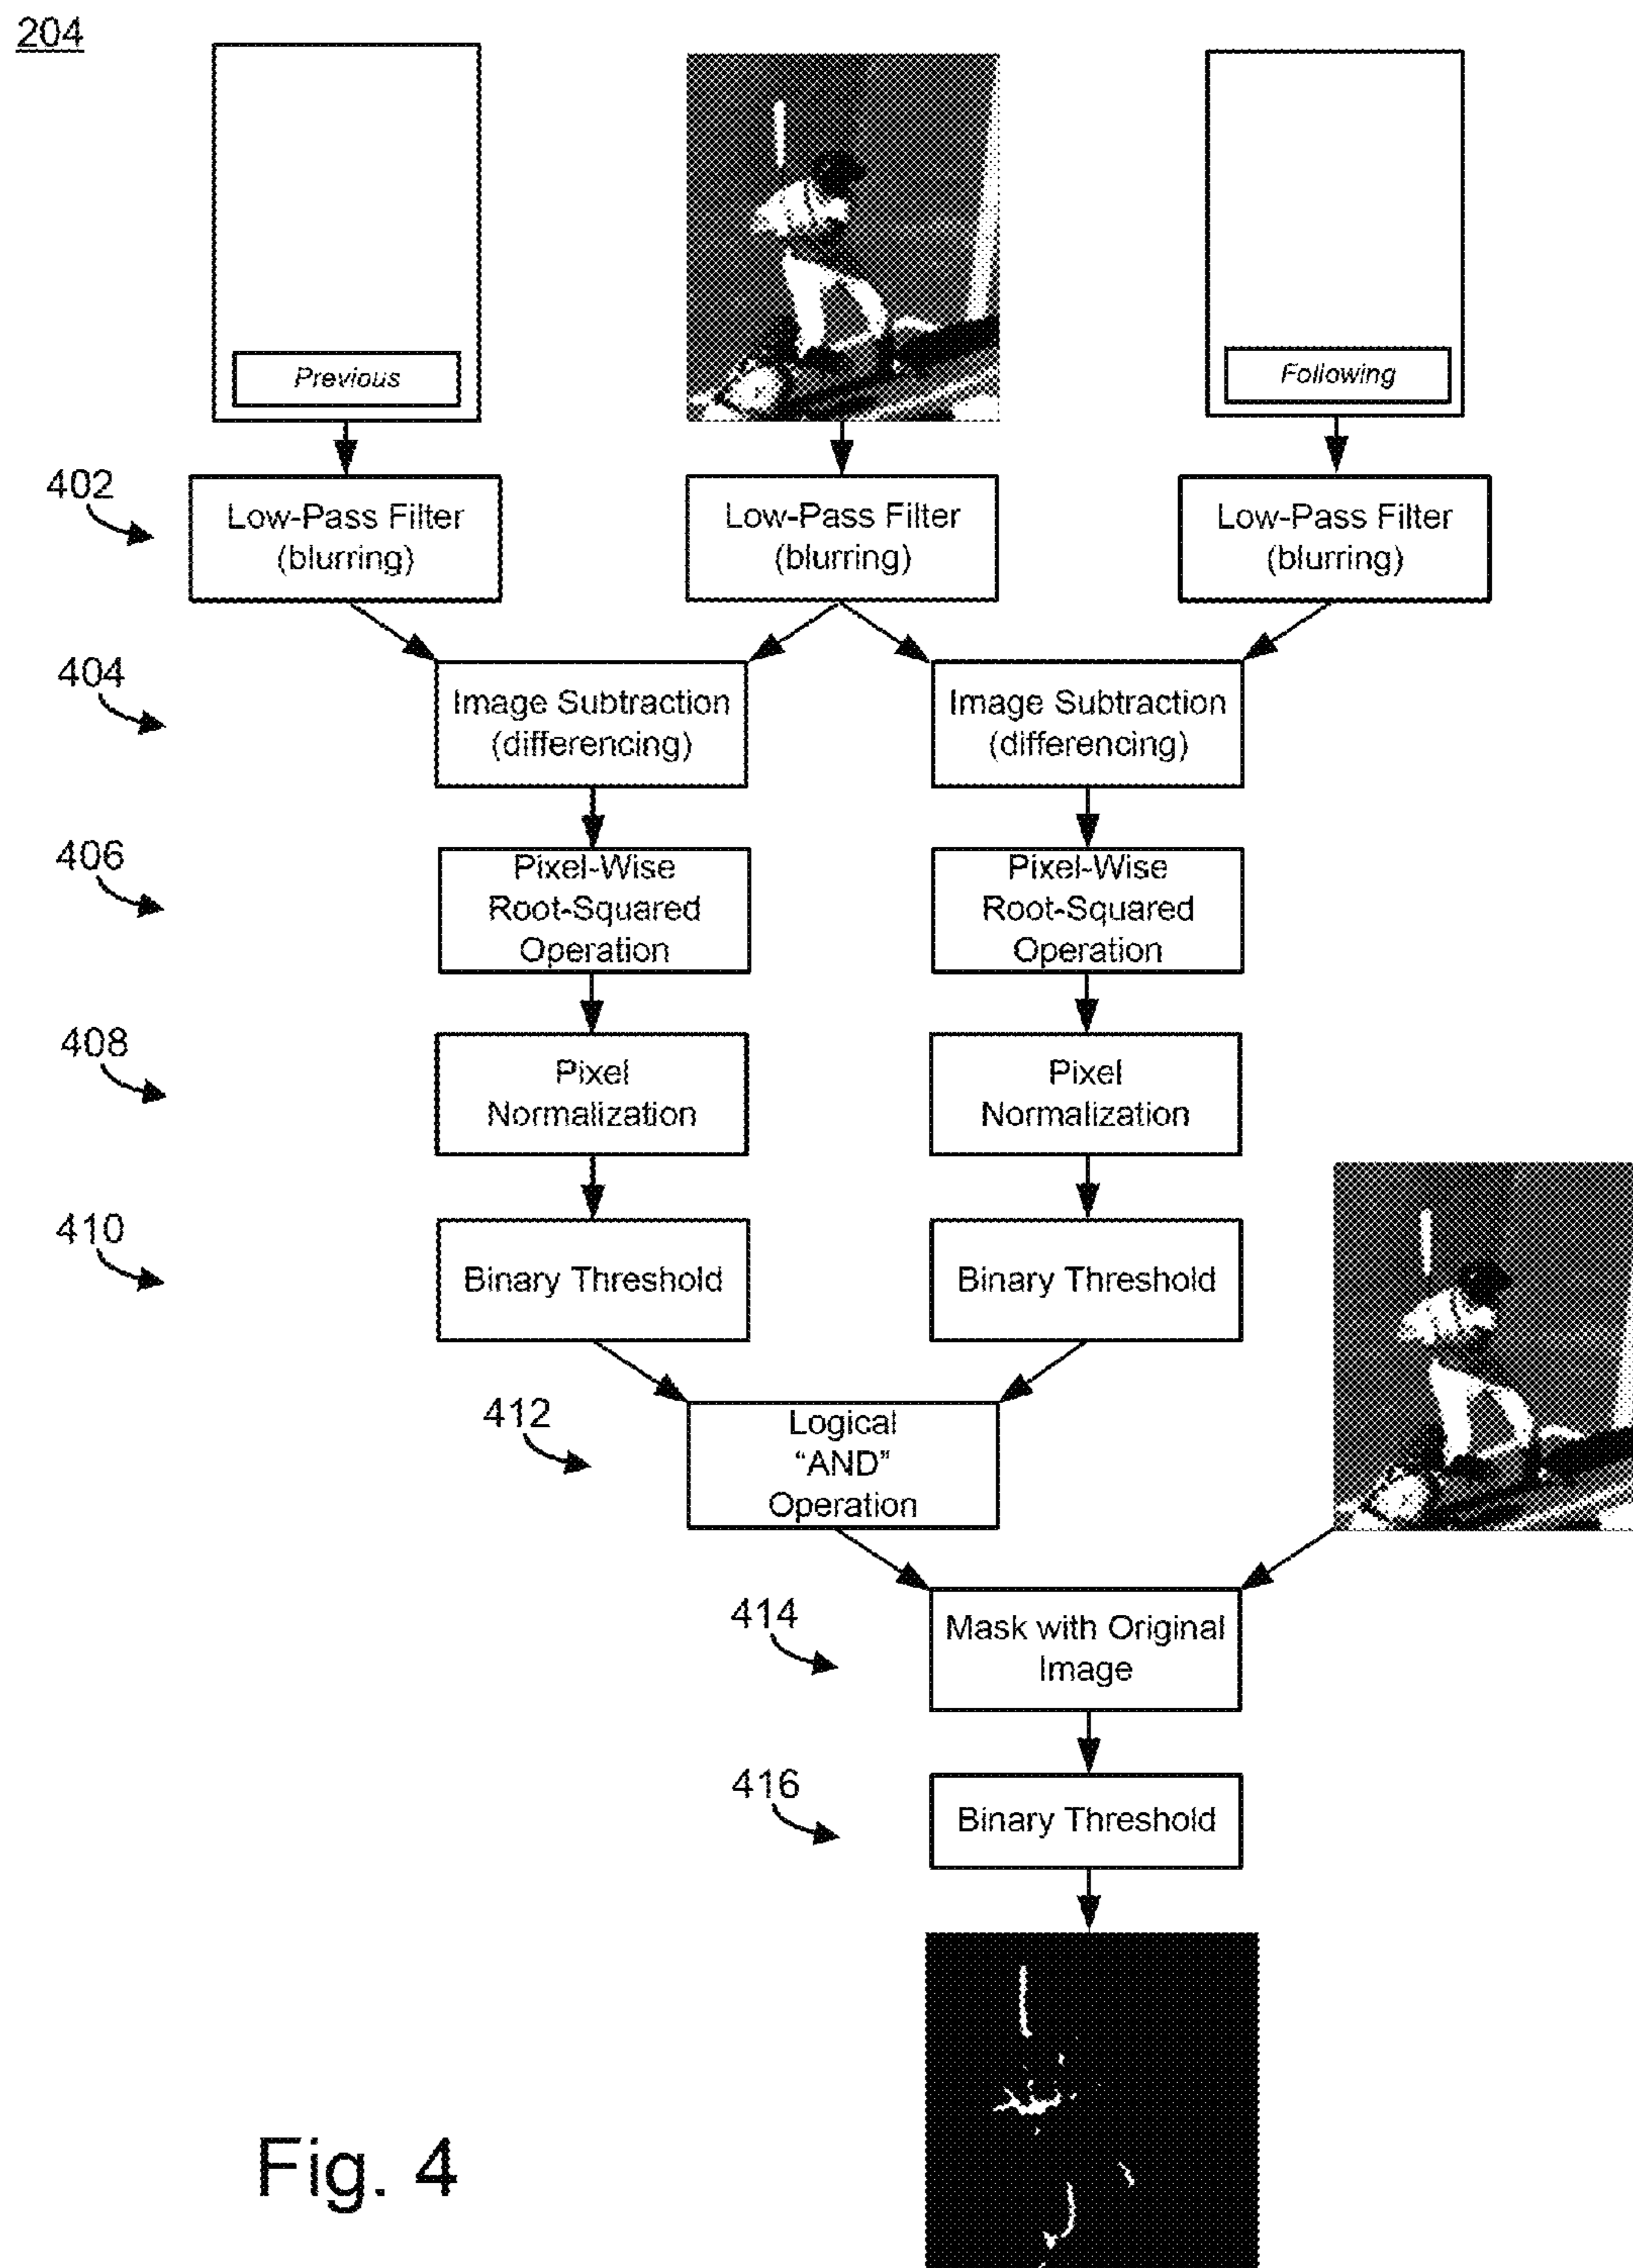 204
Previous
Following
402
Low-Pass Filter
(blurring)
Low-Pass Filter
(blurring)
Low-Pass Filter
(blurring)
404
Image Subtraction
(differencing)
Image Subtraction
(differencing)
406
Pixel-Wise
Root-Squared
Operation
Pixel-Wise
Root-Squared
Operation
408
Pixel
Normalization
Pixel
Normalization
410
Binary Threshold
Binary Threshold
412
Logical
“AND”
Operation
414
Mask with Original
Image
416
Binary Threshold
Fig. 4